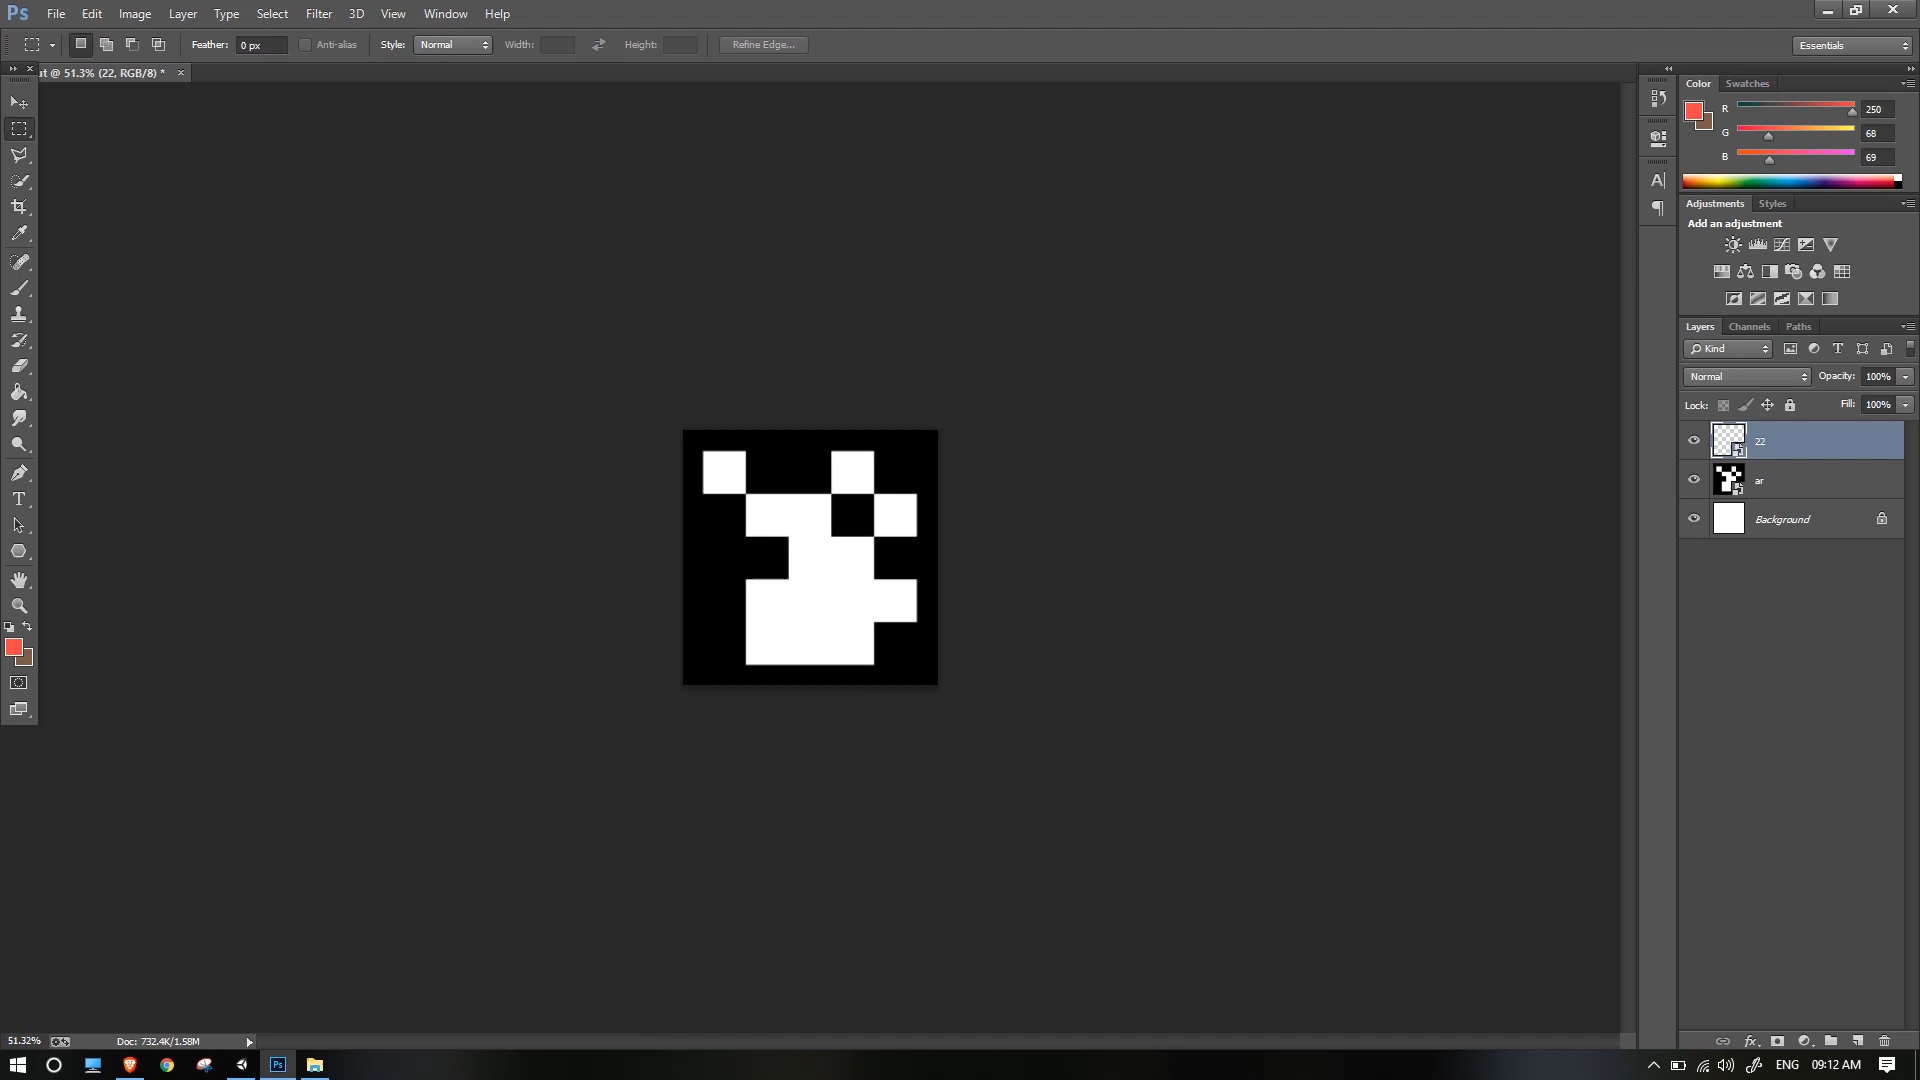 Ps File Edit Image Layer Type Select Filter 3D View Window Help
Feather: 0 px Anti-alias Style: Normal Width: Height: Refine Edge... Essentials
ut @ 51.3% (22, RGB/8) * ×
Color Swatches
R 250
G 68
B 69
Adjustments Styles
Add an adjustment
Layers Channels Paths
Kind
Normal Opacity: 100%
Lock: Fill: 100%
22
ar
Background
51.32% Doc: 732.4K/1.58M
Ps ENG 09:12 AM